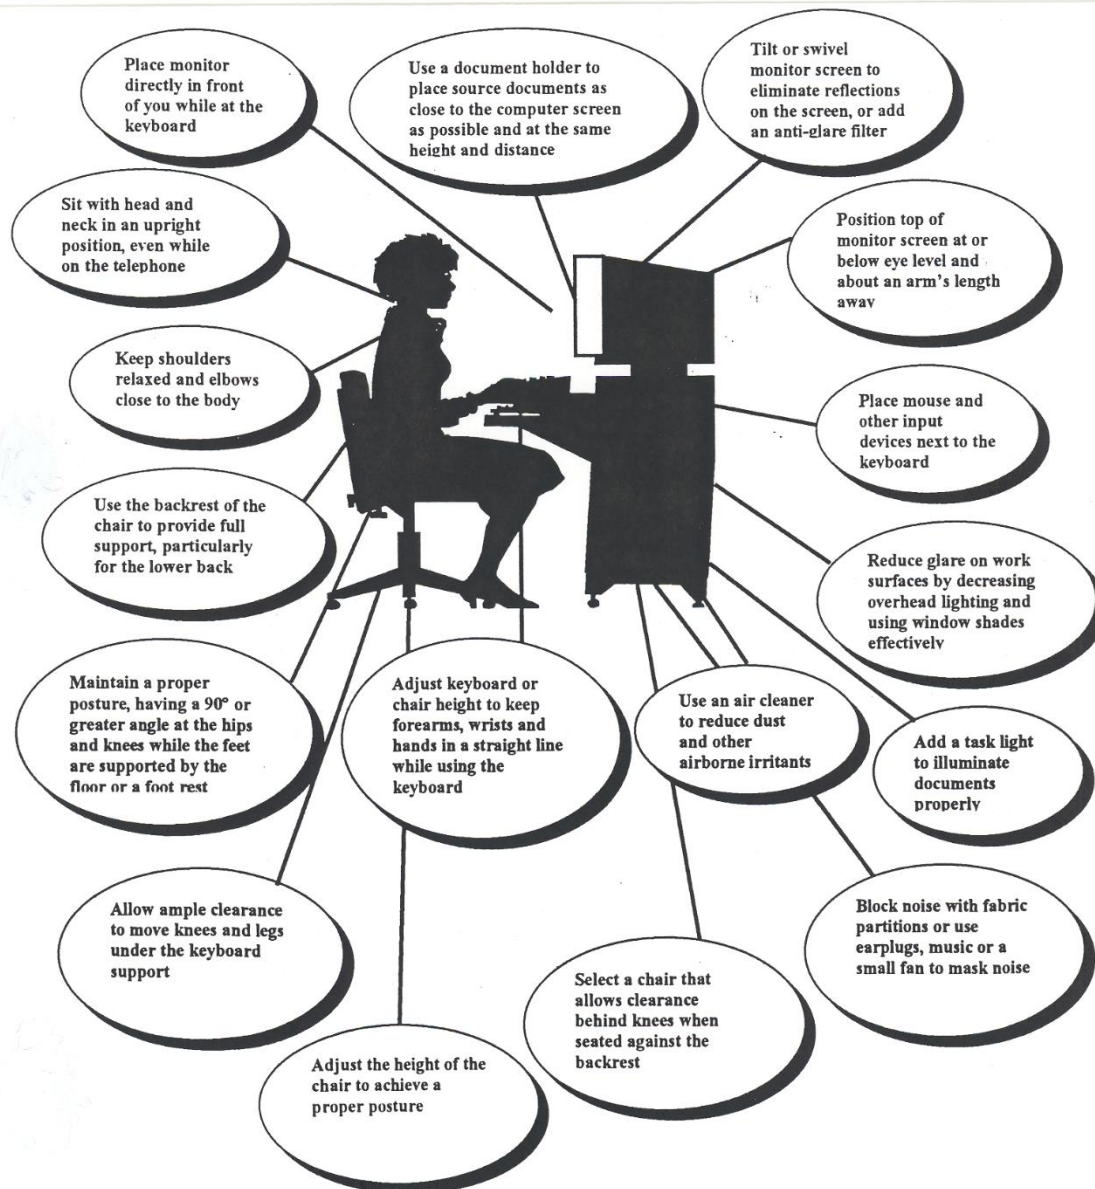 Place monitor
directly in front
of you while at the
keyboard
Use a document holder to
place source documents as
close to the computer screen
as possible and at the same
height and distance
Tilt or swivel
monitor screen to
eliminate reflections
on the screen, or add
an anti-glare filter
Sit with head and
neck in an upright
position, even while
on the telephone
Position top of
monitor screen at or
below eye level and
about an arm's length
away
Keep shoulders
relaxed and elbows
close to the body
Place mouse and
other input
devices next to the
keyboard
Use the backrest of the
chair to provide full
support, particularly
for the lower back
Reduce glare on work
surfaces by decreasing
overhead lighting and
using window shades
effectively
Maintain a proper
posture, having a 90° or
greater angle at the hips
and knees while the feet
are supported by the
floor or a foot rest
Adjust keyboard or
chair height to keep
forearms, wrists and
hands in a straight line
while using the
keyboard
Use an air cleaner
to reduce dust
and other
airborne irritants
Add a task light
to illuminate
documents
properly
Allow ample clearance
to move knees and legs
under the keyboard
support
Block noise with fabric
partitions or use
earplugs, music or a
small fan to mask noise
Select a chair that
allows clearance
behind knees when
seated against the
backrest
Adjust the height of the
chair to achieve a
proper posture